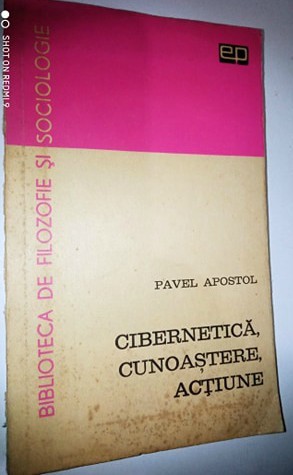 ep
BIBLIOTECA DE FILOZOFIE ȘI SOCIOLOGIE
PAVEL APOSTOL
CIBERNETICĂ,
CUNOAȘTERE,
ACȚIUNE
SHOT ON REDMI 9